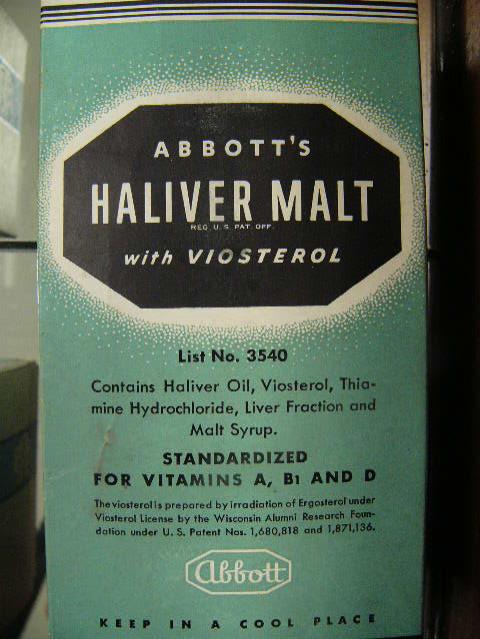 ABBOTT'S
HALIVER MALT
REG. U. S. PAT. OFF.
with VIOSTEROL
List No. 3540
Contains Haliver Oil, Viosterol, Thia-
mine Hydrochloride, Liver Fraction and
Malt Syrup.
STANDARDIZED
FOR VITAMINS A, B1 AND D
The viosterol is prepared by irradiation of Ergosterol under
Viosterol License by the Wisconsin Alumni Research Foun-
dation under U. S. Patent Nos. 1,680,818 and 1,871,136.
Abbott
KEEP IN A COOL PLACE